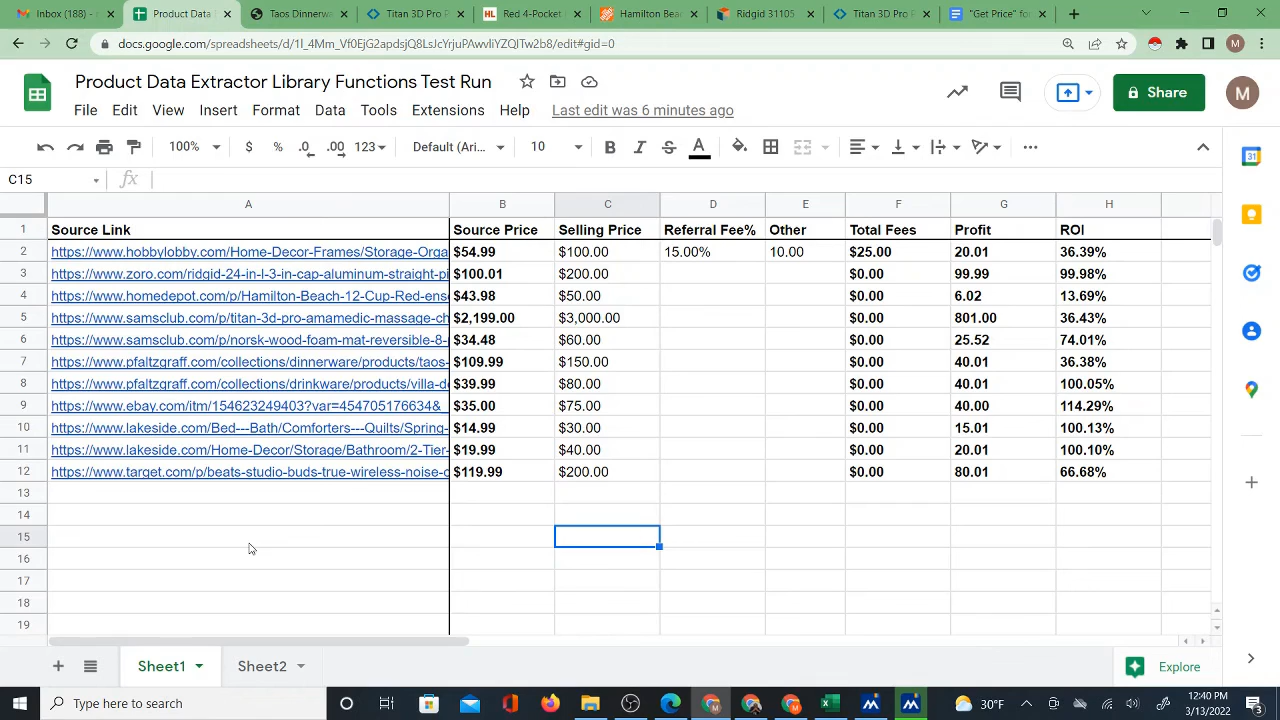 Inbox (188) -
Product Data
Taos Dinnerw
Titan 3D Pro
Red 4-Pocket
Hamilton Bea
Ridgid 31105
Titan 3D Pro
"Get Price" for
docs.google.com/spreadsheets/d/
Product Data Extractor Library Functions Test Run
Share
M
File Edit View Insert Format Data Tools Extensions Help Last edit was 6 minutes ago
100% $ % .0 .00 123 Default (Ari... 10 B I S A
C15 fx
A B C D E F G H
1 Source Link Source Price Selling Price Referral Fee% Other Total Fees Profit ROI
2 https://www.hobbylobby.com/Home-Decor-Frames/Storage-Orga $54.99 $100.00 15.00% 10.00 $25.00 20.01 36.39%
3 https://www.zoro.com/ridgid-24-in-l-3-in-cap-aluminum-straight-pi $100.01 $200.00 $0.00 99.99 99.98%
4 https://www.homedepot.com/p/Hamilton-Beach-12-Cup-Red-ens $43.98 $50.00 $0.00 6.02 13.69%
5 https://www.samsclub.com/p/titan-3d-pro-amamedic-massage-ch $2,199.00 $3,000.00 $0.00 801.00 36.43%
6 https://www.samsclub.com/p/norsk-wood-foam-mat-reversible-8- $34.48 $60.00 $0.00 25.52 74.01%
7 https://www.pfaltzgraff.com/collections/dinnerware/products/taos- $109.99 $150.00 $0.00 40.01 36.38%
8 https://www.pfaltzgraff.com/collections/drinkware/products/villa-de $39.99 $80.00 $0.00 40.01 100.05%
9 https://www.ebay.com/itm/154623249403?var=454705176634& $35.00 $75.00 $0.00 40.00 114.29%
10 https://www.lakeside.com/Bed---Bath/Comforters---Quilts/Spring- $14.99 $30.00 $0.00 15.01 100.13%
11 https://www.lakeside.com/Home-Decor/Storage/Bathroom/2-Tier- $19.99 $40.00 $0.00 20.01 100.10%
12 https://www.target.com/p/beats-studio-buds-true-wireless-noise-c $119.99 $200.00 $0.00 80.01 66.68%
13
14
15
16
17
18
19
Sheet1 Sheet2 Explore
Type here to search
30°F
12:40 PM
3/13/2022